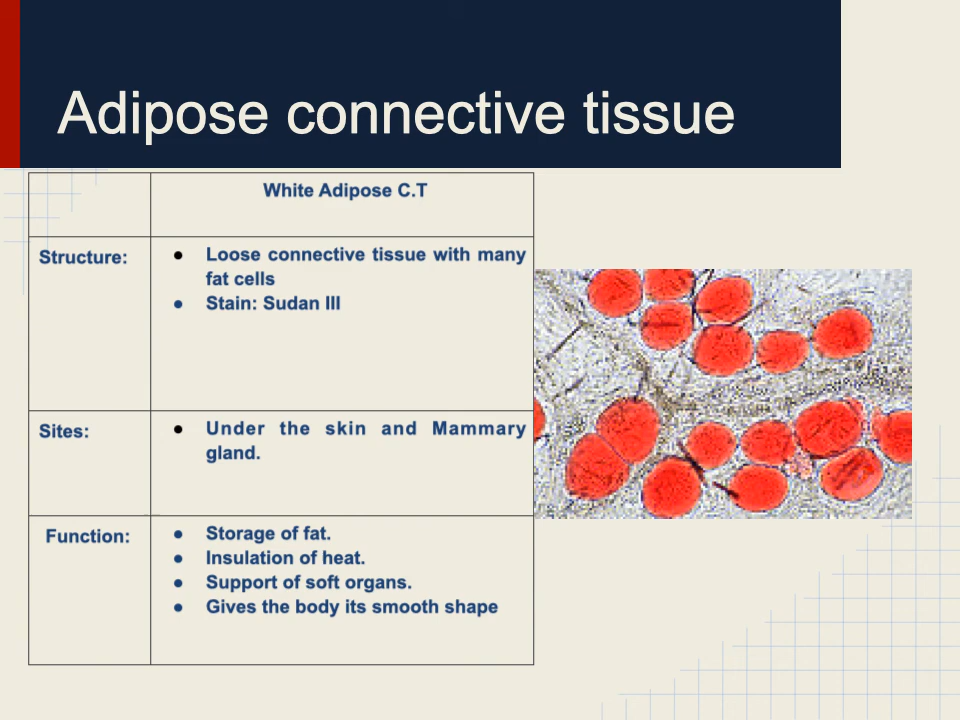 Adipose connective tissue
White Adipose C.T
Structure:
● Loose connective tissue with many
fat cells
● Stain: Sudan III
Sites:
● Under the skin and Mammary
gland.
Function:
● Storage of fat.
● Insulation of heat.
● Support of soft organs.
● Gives the body its smooth shape